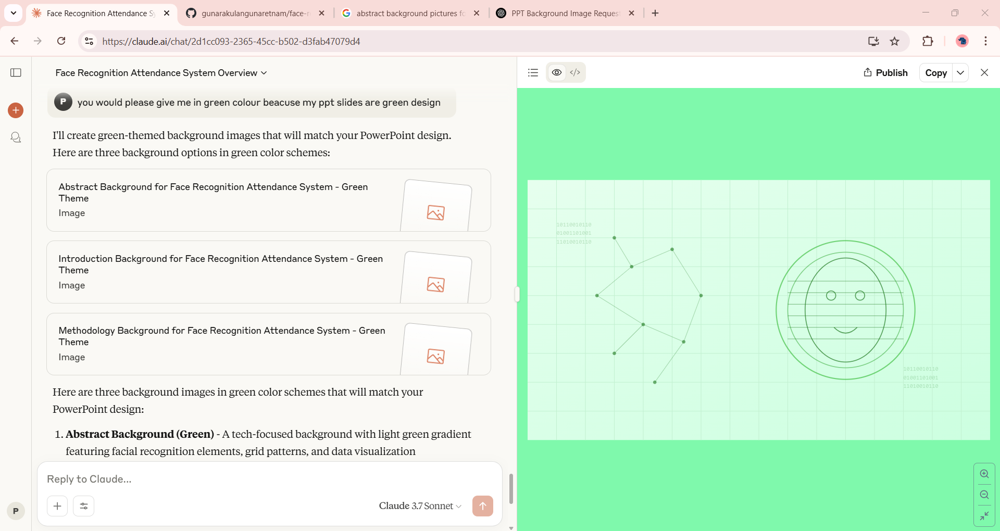 Face Recognition Attendance Sy
gunarakulangunaretnam/face-r
abstract background pictures fo
PPT Background Image Request
https://claude.ai/chat/2d1cc093-2365-45cc-b502-d3fab47079d4
Face Recognition Attendance System Overview
Publish
Copy
P
you would please give me in green colour beacuse my ppt slides are green design
I'll create green-themed background images that will match your PowerPoint design.
Here are three background options in green color schemes:
Abstract Background for Face Recognition Attendance System - Green
Theme
Image
Introduction Background for Face Recognition Attendance System - Green
Theme
Image
Methodology Background for Face Recognition Attendance System - Green
Theme
Image
Here are three background images in green color schemes that will match your
PowerPoint design:
1. Abstract Background (Green) - A tech-focused background with light green gradient
featuring facial recognition elements, grid patterns, and data visualization
Reply to Claude...
Claude 3.7 Sonnet
P
10110010110
01001101001
11010010110
10110010110
01001101001
11010010110